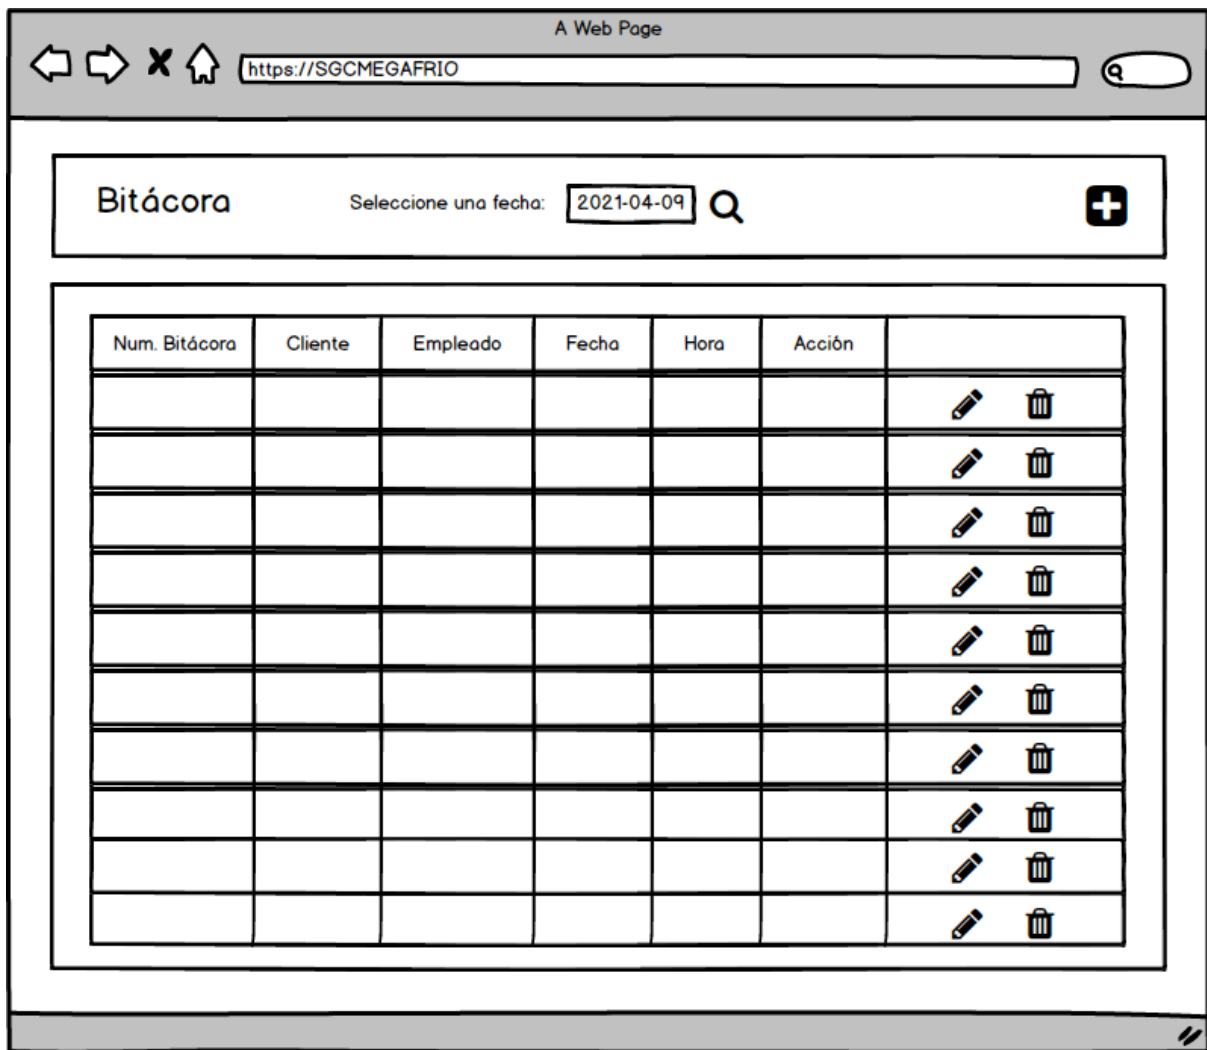 A Web Page
https://SGCMEGAFRIO
Bitácora Seleccione una fecha: 2021-04-09
Num. Bitácora Cliente Empleado Fecha Hora Acción